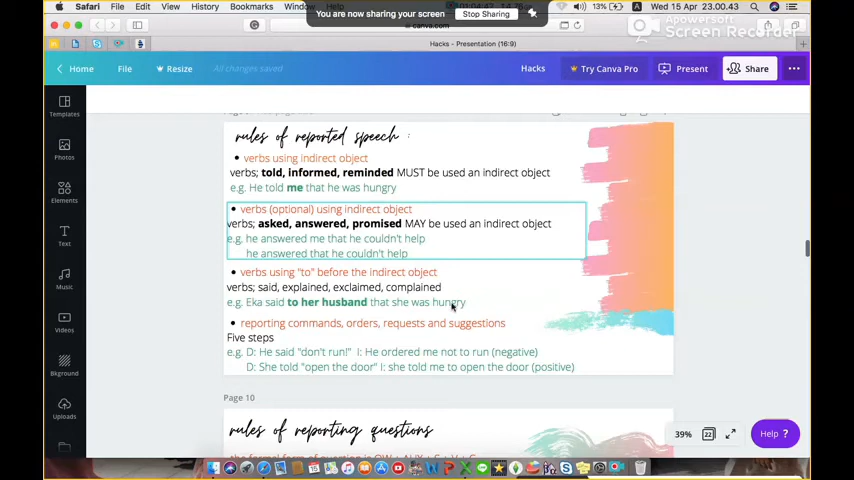 Safari File Edit View History Bookmarks Window
You are now sharing your screen Stop Sharing
13% Wed 15 Apr 23.00.43
Apowersoft
Screen Recorder
canva.com
Hacks - Presentation (16:9)
Home File Resize All changes saved Hacks Try Canva Pro Present Share
Templates
Photos
Elements
Text
Music
Videos
Bkground
Uploads
rules of reported speech :
• verbs using indirect object
verbs; told, informed, reminded MUST be used an indirect object
e.g. He told me that he was hungry
• verbs (optional) using indirect object
verbs; asked, answered, promised MAY be used an indirect object
e.g. he answered me that he couldn't help
he answered that he couldn't help
• verbs using "to" before the indirect object
verbs; said, explained, exclaimed, complained
e.g. Eka said to her husband that she was hungry
• reporting commands, orders, requests and suggestions
Five steps
e.g. D: He said "don't run!" I: He ordered me not to run (negative)
D: She told "open the door" I: she told me to open the door (positive)
Page 10
rules of reporting questions
39% 22 Help ?